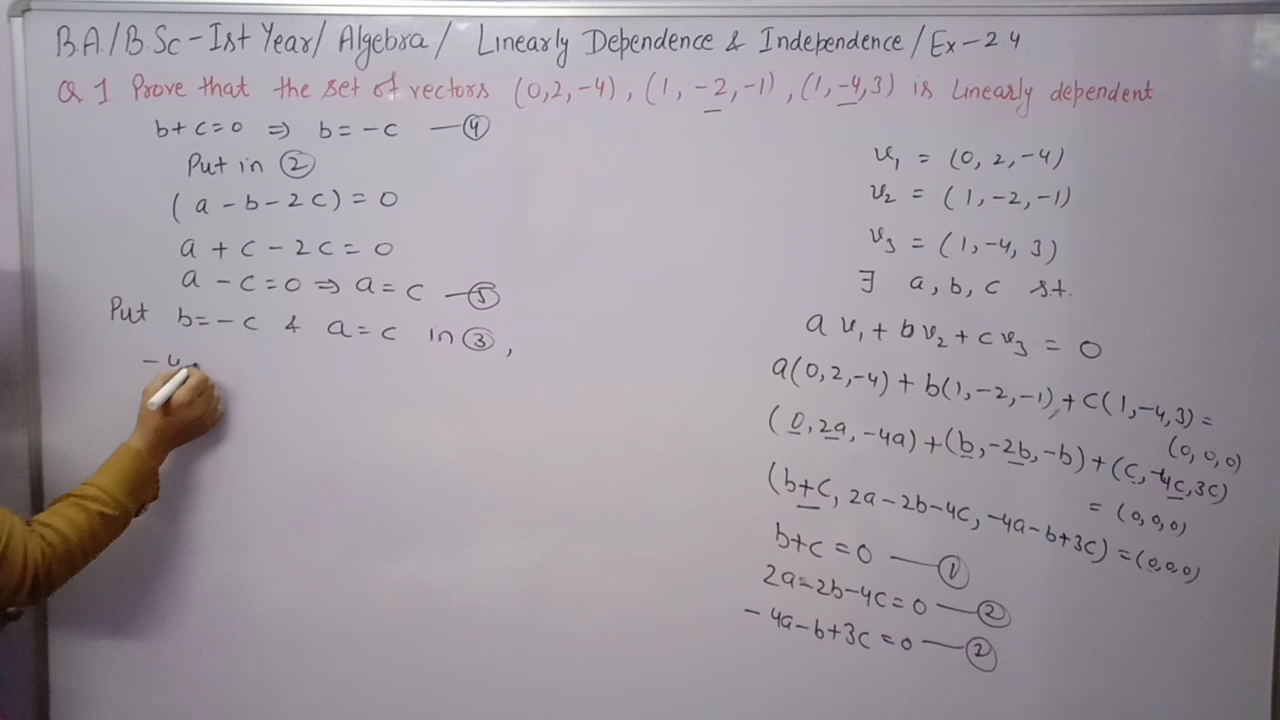 B.A./B.Sc-Ist Year/ Algebra/ Linearly Dependence & Independence/Ex-2.4
Q 1 Prove that the set of vectors (0,2,-4), (1,-2,-1), (1,-4,3) is Linearly dependent
b+c=0 ⇒ b=-c —④
Put in ②
(a-b-2c)=0
a+c-2c=0
a-c=0 ⇒ a=c —⑤
Put b=-c & a=c in ③,
-4
v₁ = (0, 2, -4)
v₂ = (1, -2, -1)
v₃ = (1, -4, 3)
∃ a, b, c s.t.
a v₁ + b v₂ + c v₃ = 0
a(0,2,-4) + b(1,-2,-1) + c(1,-4,3) =
(0,0,0)
(0, 2a, -4a) + (b, -2b, -b) + (c, -4c, 3c)
= (0,0,0)
(b+c, 2a-2b-4c, -4a-b+3c) = (0,0,0)
b+c=0 —①
2a-2b-4c=0 —②
-4a-b+3c=0 —②